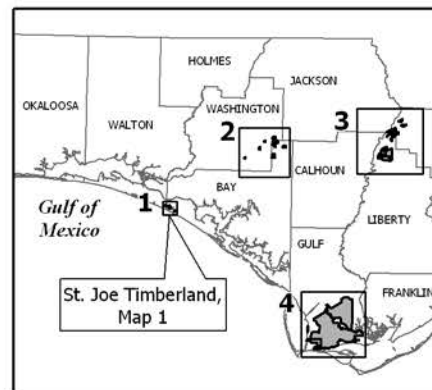 HOLMES
JACKSON
OKALOOSA
WALTON
WASHINGTON
2
3
CALHOUN
BAY
1
Gulf of
Mexico
LIBERTY
GULF
St. Joe Timberland,
Map 1
FRANKLIN
4